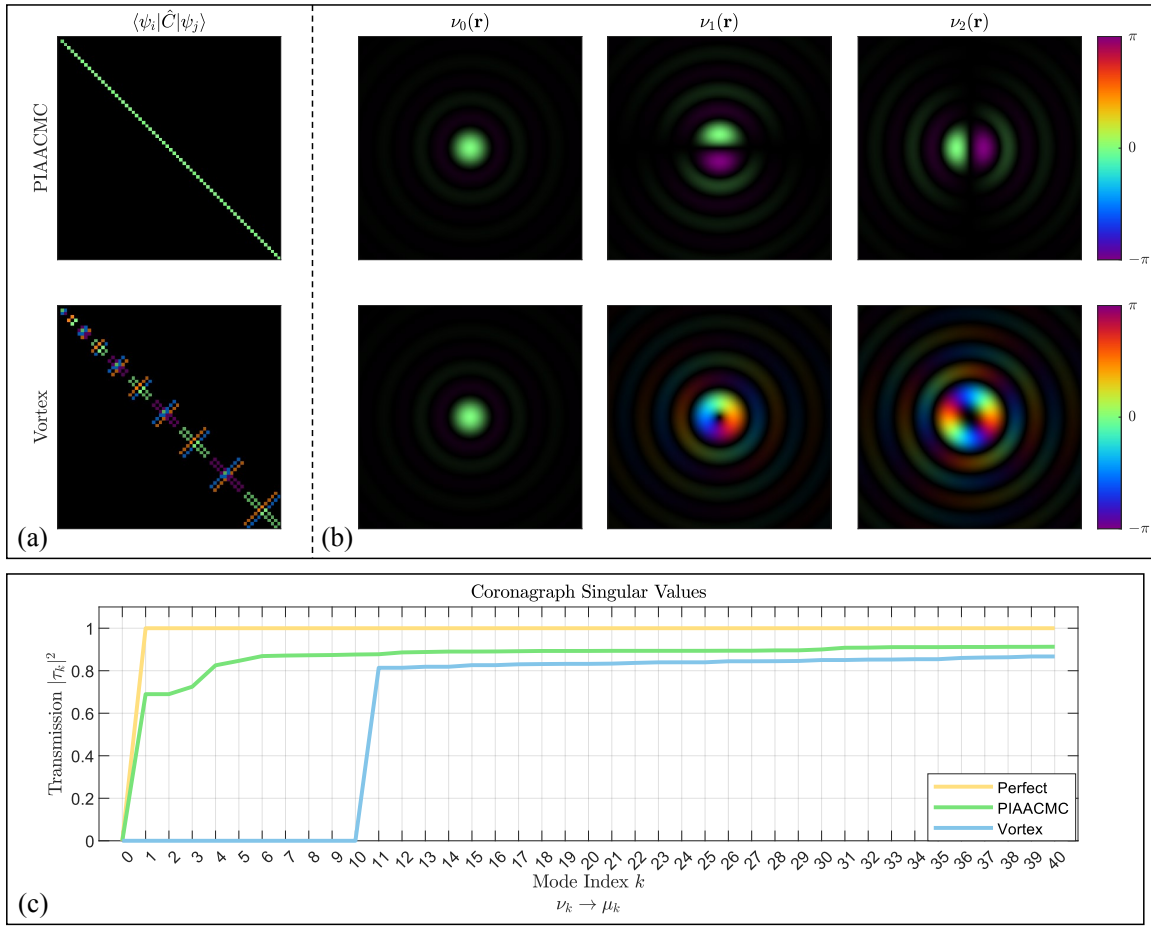 ⟨ψᵢ|Ĉ|ψⱼ⟩
ν₀(r)
ν₁(r)
ν₂(r)
PIAACMC
π
0
−π
Vortex
π
0
−π
(a)
(b)
Coronagraph Singular Values
Transmission |τₖ|²
1
0.8
0.6
0.4
0.2
0
0 1 2 3 4 5 6 7 8 9 10 11 12 13 14 15 16 17 18 19 20 21 22 23 24 25 26 27 28 29 30 31 32 33 34 35 36 37 38 39 40
Perfect
PIAACMC
Vortex
Mode Index k
νₖ → μₖ
(c)